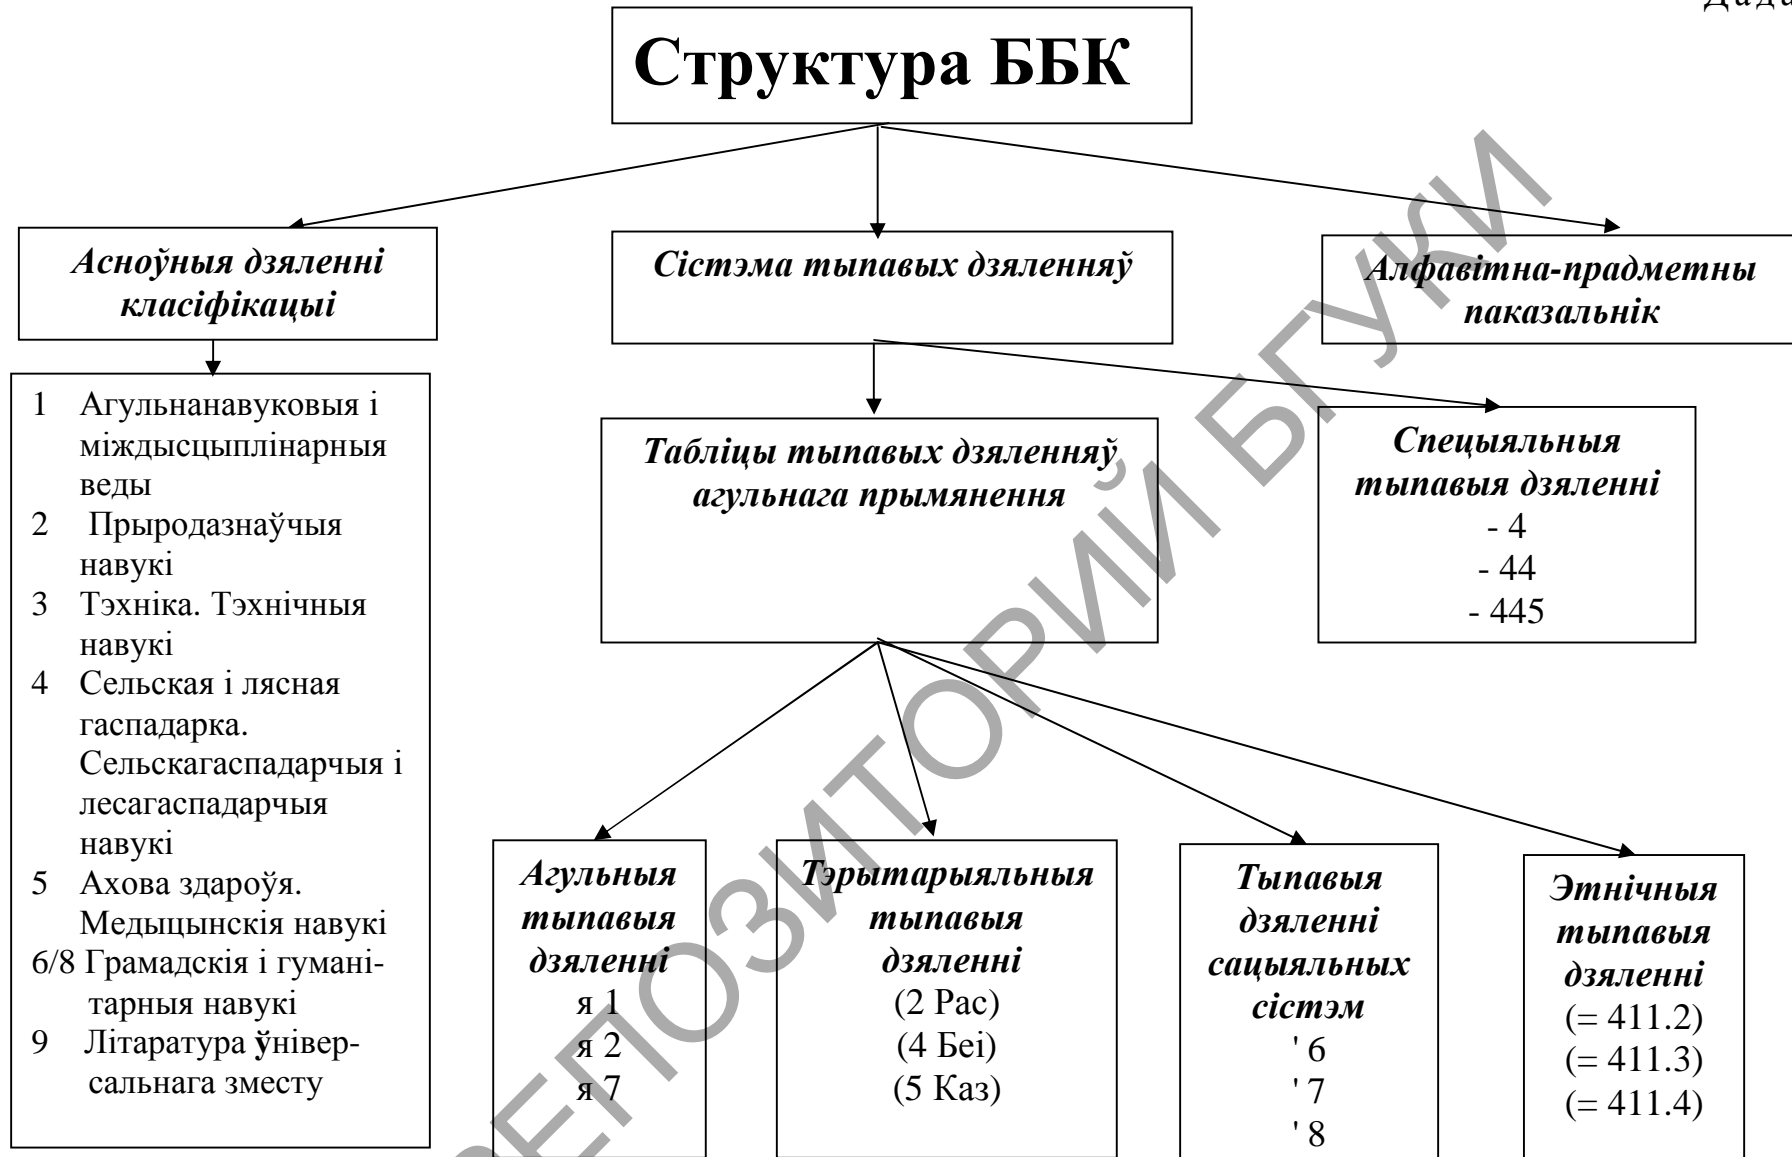 Структура ББК
Асноўныя дзяленні
класіфікацыі
Сістэма тыпавых дзяленняў
Алфавітна-прадметны
паказальнік
1 Агульнанавуковыя і
міждысцыплінарныя
веды
2 Прыродазнаўчыя
навукі
3 Тэхніка. Тэхнічныя
навукі
4 Сельская і лясная
гаспадарка.
Сельскагаспадарчыя і
лесагаспадарчыя
навукі
5 Ахова здароўя.
Медыцынскія навукі
6/8 Грамадскія і гумані-
тарныя навукі
9 Літаратура ўнівер-
сальнага зместу
Табліцы тыпавых дзяленняў
агульнага прымянення
Спецыяльныя
тыпавыя дзяленні
- 4
- 44
- 445
Агульныя
тыпавыя
дзяленні
я 1
я 2
я 7
Тэрытарыяльныя
тыпавыя
дзяленні
(2 Рас)
(4 Беі)
(5 Каз)
Тыпавыя
дзяленні
сацыяльных
сістэм
' 6
' 7
' 8
Этнічныя
тыпавыя
дзяленні
(= 411.2)
(= 411.3)
(= 411.4)
РЕПОЗИТОРИЙ БГУКИ